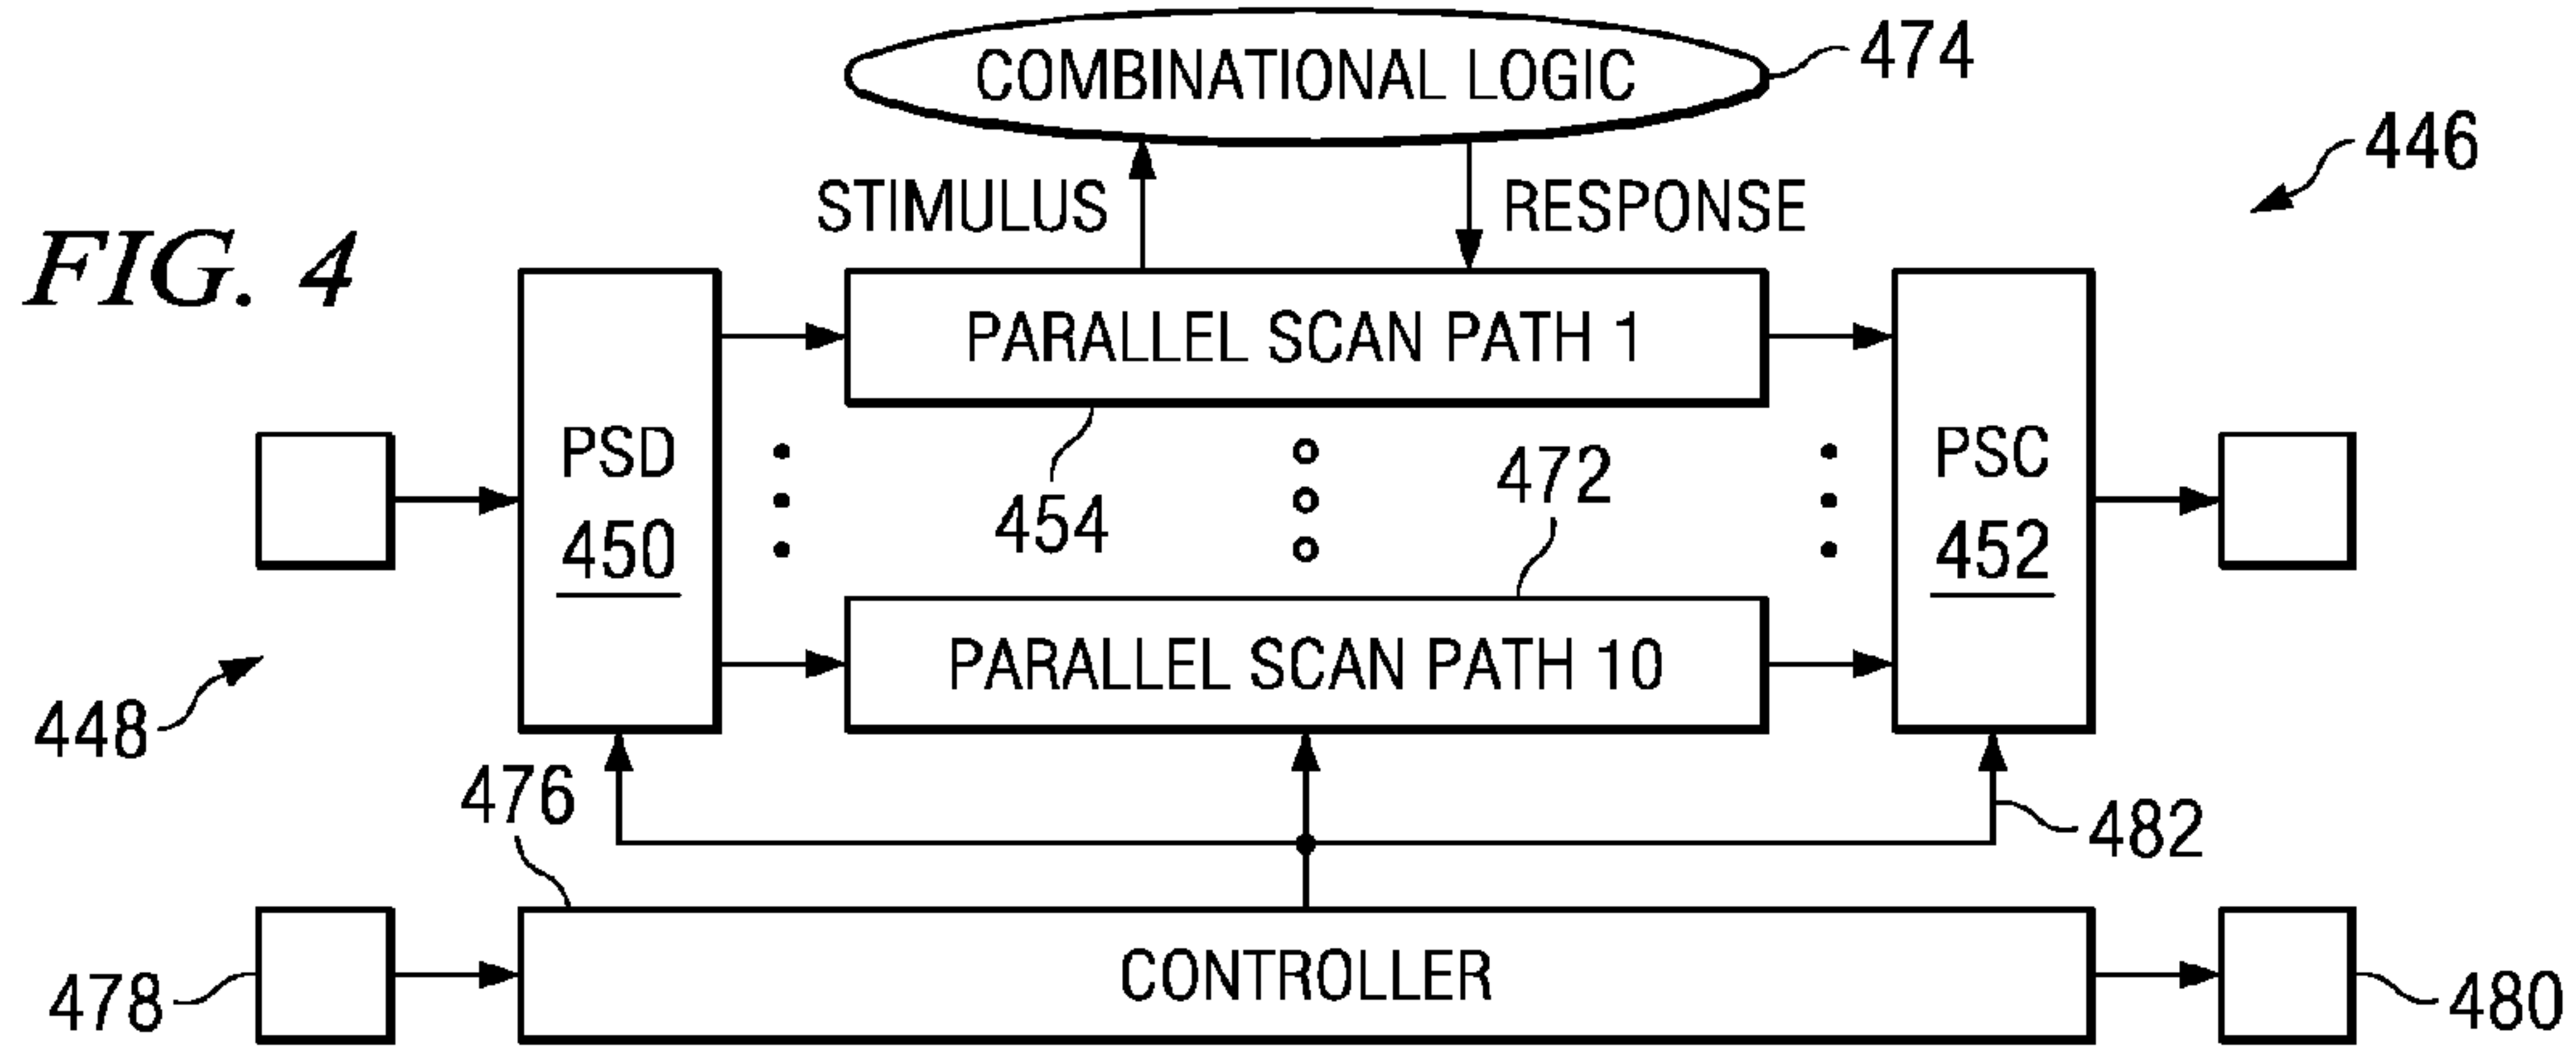 COMBINATIONAL LOGIC
474
446
STIMULUS
RESPONSE
FIG. 4
PARALLEL SCAN PATH 1
PSD
450
454
472
PSC
452
PARALLEL SCAN PATH 10
448
476
482
478
CONTROLLER
480